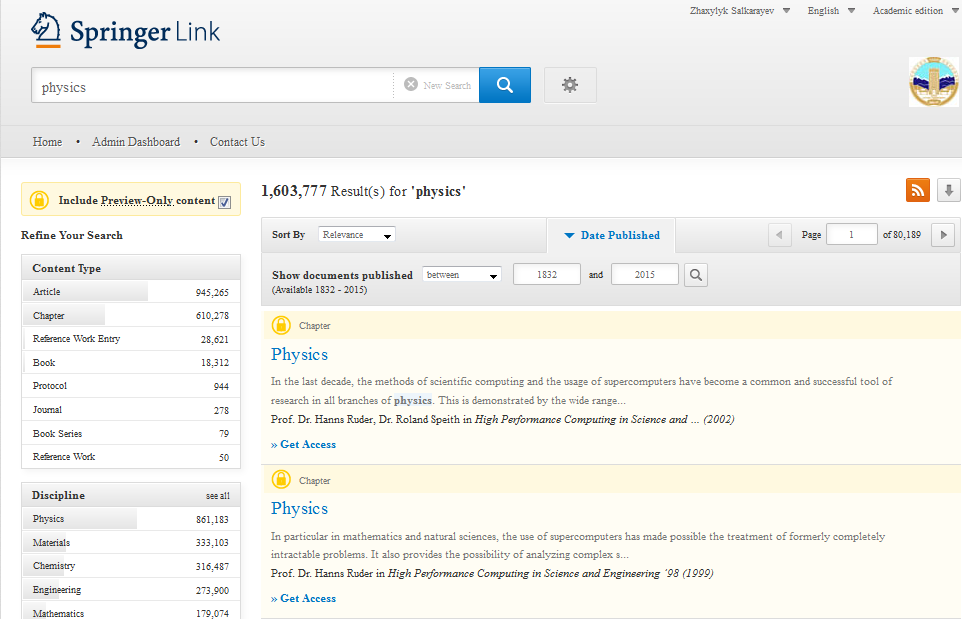 Zhaxylyk Salkarayev English Academic edition
Springer Link
physics New Search
Home • Admin Dashboard • Contact Us
Include Preview-Only content
Refine Your Search
Content Type
Article 945,265
Chapter 610,278
Reference Work Entry 28,621
Book 18,312
Protocol 944
Journal 278
Book Series 79
Reference Work 50
Discipline see all
Physics 861,183
Materials 333,103
Chemistry 316,487
Engineering 273,900
Mathematics 179,074
1,603,777 Result(s) for 'physics'
Sort By Relevance Date Published Page 1 of 80,189
Show documents published between 1832 and 2015
(Available 1832 - 2015)
Chapter
Physics
In the last decade, the methods of scientific computing and the usage of supercomputers have become a common and successful tool of
research in all branches of physics. This is demonstrated by the wide range...
Prof. Dr. Hanns Ruder, Dr. Roland Speith in High Performance Computing in Science and ... (2002)
» Get Access
Chapter
Physics
In particular in mathematics and natural sciences, the use of supercomputers has made possible the treatment of formerly completely
intractable problems. It also provides the possibility of analyzing complex s...
Prof. Dr. Hanns Ruder in High Performance Computing in Science and Engineering '98 (1999)
» Get Access